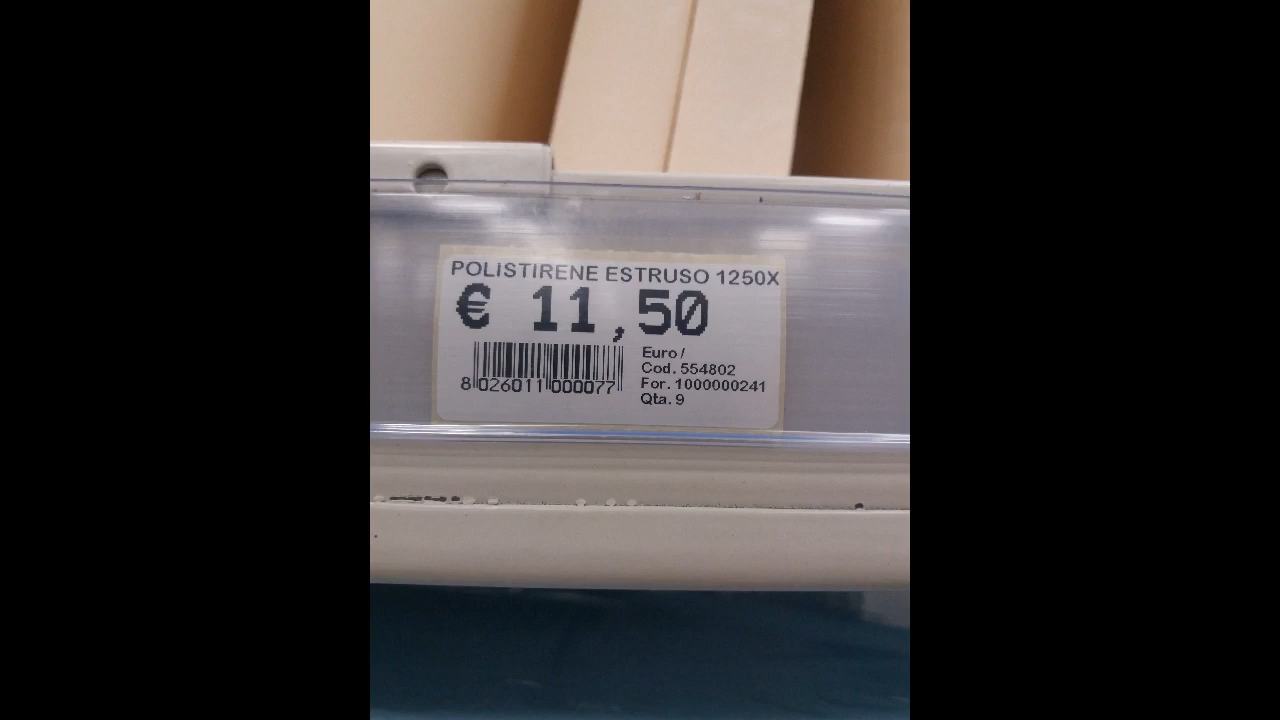 POLISTIRENE ESTRUSO 1250X
€ 11,50
8 026011 000077
Euro /
Cod. 554802
For. 1000000241
Qta. 9